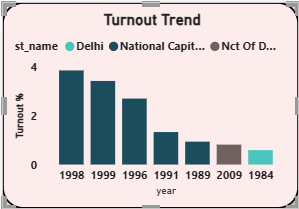 Turnout Trend
st_name Delhi National Capit... Nct Of D...
4
2
0
Turnout %
1998 1999 1996 1991 1989 2009 1984
year